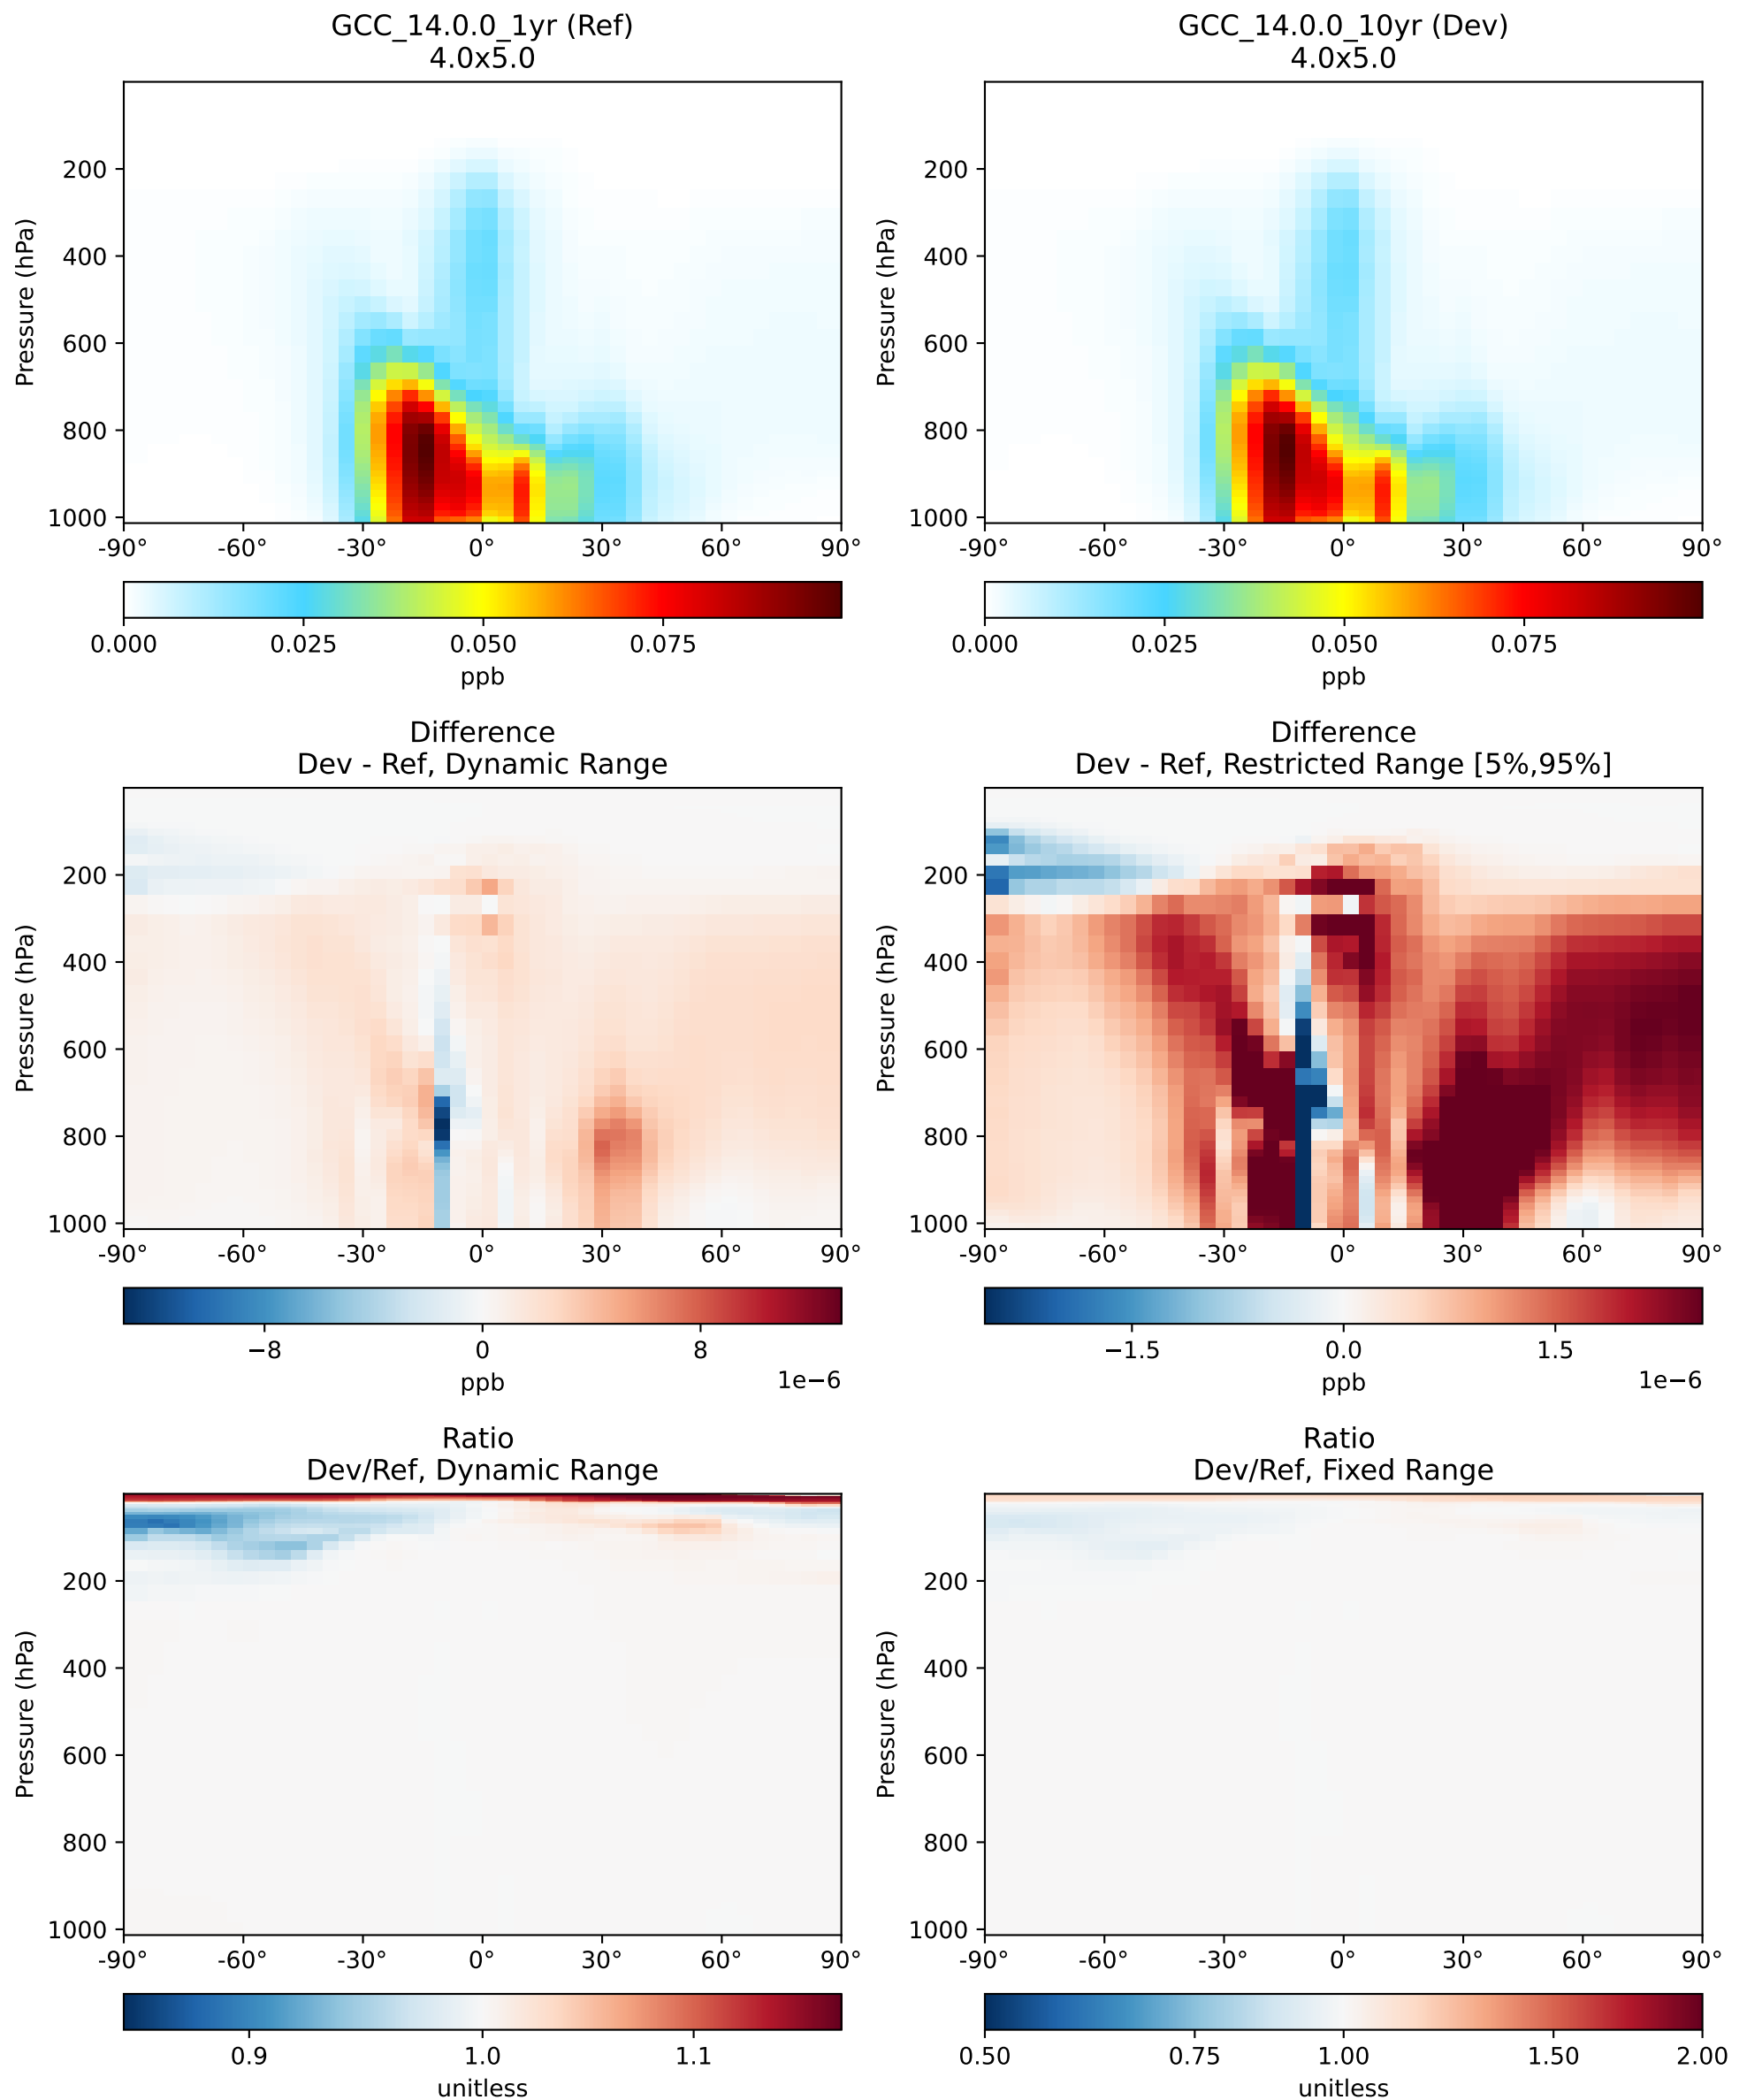 GCC_14.0.0_1yr (Ref)
4.0x5.0
Pressure (hPa)
200
400
600
800
1000
-90° -60° -30° 0° 30° 60° 90°
0.000 0.025 0.050 0.075
ppb
GCC_14.0.0_10yr (Dev)
4.0x5.0
Pressure (hPa)
200
400
600
800
1000
-90° -60° -30° 0° 30° 60° 90°
0.000 0.025 0.050 0.075
ppb
Difference
Dev - Ref, Dynamic Range
Pressure (hPa)
200
400
600
800
1000
-90° -60° -30° 0° 30° 60° 90°
−8 0 8
ppb 1e−6
Difference
Dev - Ref, Restricted Range [5%,95%]
Pressure (hPa)
200
400
600
800
1000
-90° -60° -30° 0° 30° 60° 90°
−1.5 0.0 1.5
ppb 1e−6
Ratio
Dev/Ref, Dynamic Range
Pressure (hPa)
200
400
600
800
1000
-90° -60° -30° 0° 30° 60° 90°
0.9 1.0 1.1
unitless
Ratio
Dev/Ref, Fixed Range
Pressure (hPa)
200
400
600
800
1000
-90° -60° -30° 0° 30° 60° 90°
0.50 0.75 1.00 1.50 2.00
unitless